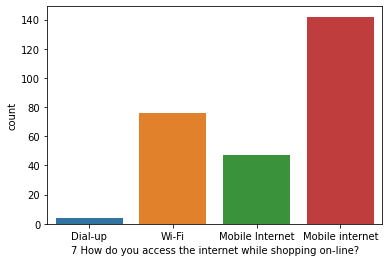 140
120
100
80
60
40
20
0
count
Dial-up Wi-Fi Mobile Internet Mobile internet
7 How do you access the internet while shopping on-line?